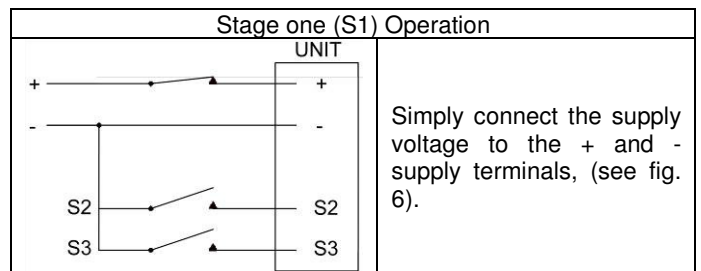 Stage one (S1) Operation
UNIT
+ +
- -
S2 S2
S3 S3
Simply connect the supply
voltage to the + and -
supply terminals, (see fig.
6).